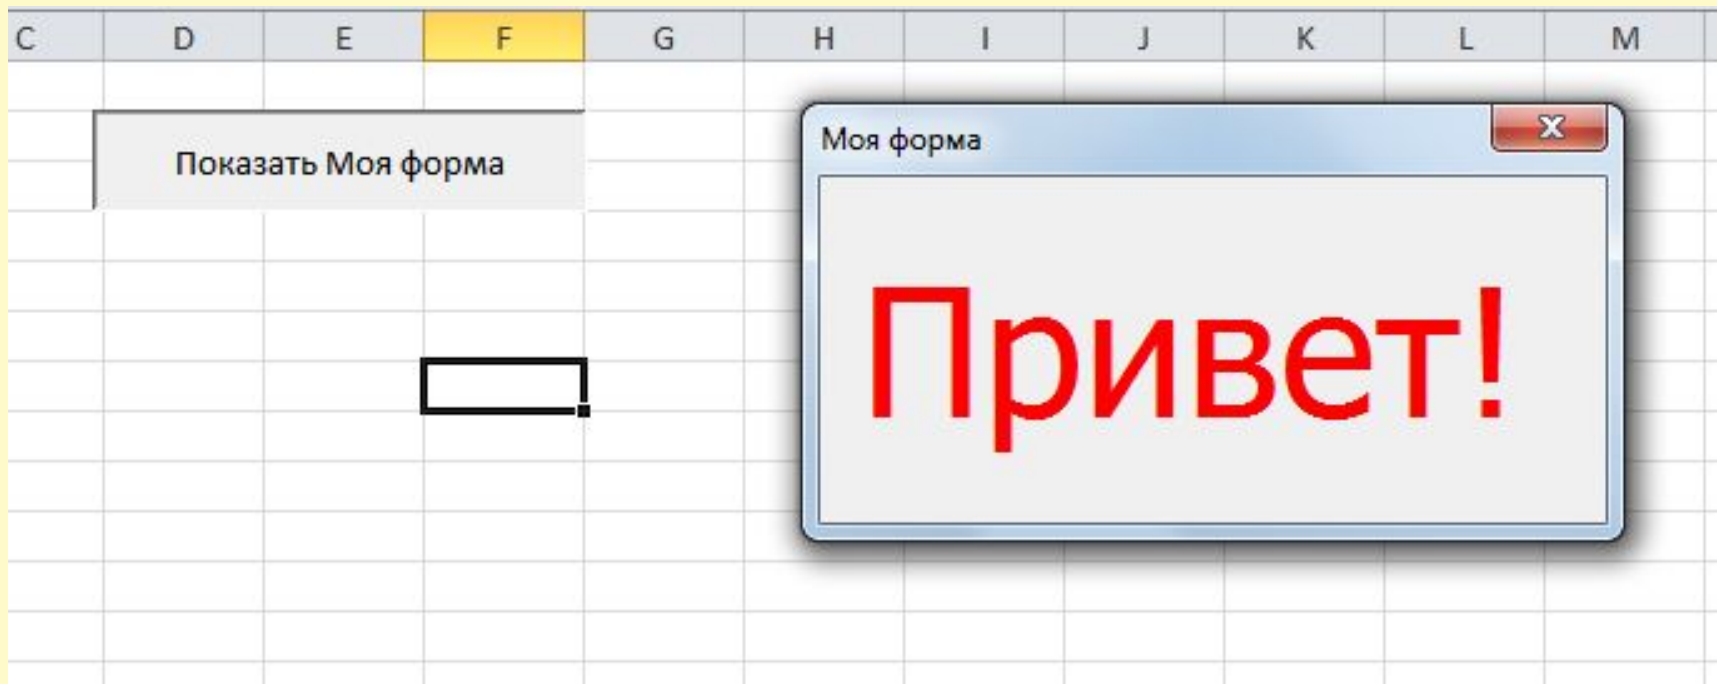 C D E F G H I J K L M
Показать Моя форма
Моя форма
Привет!